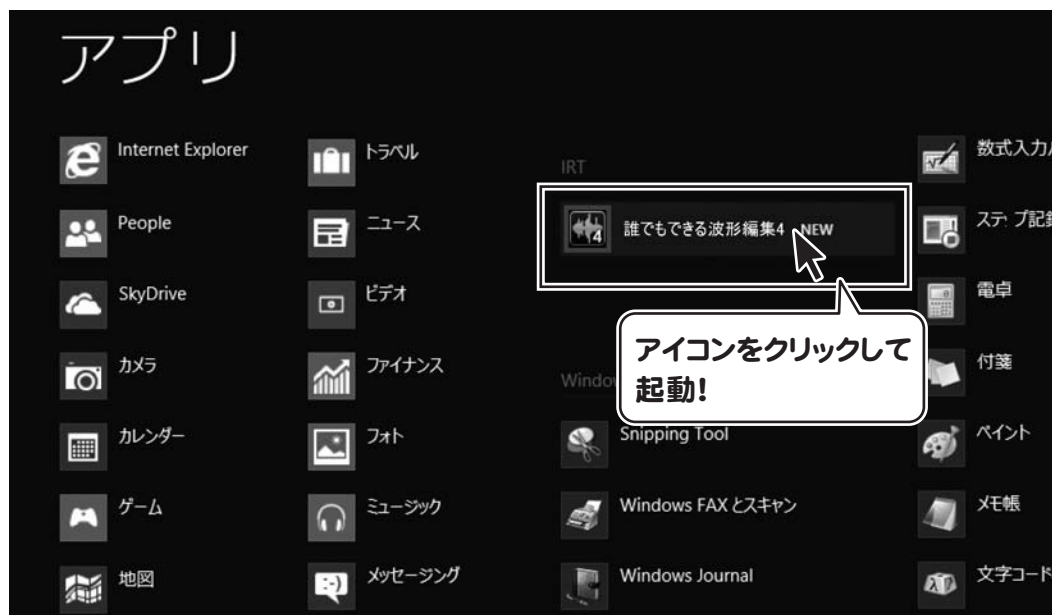 アプリ
Internet Explorer
People
SkyDrive
カメラ
カレンダー
ゲーム
地図
トラベル
ニュース
ビデオ
ファイナンス
フォト
ミュージック
メッセージング
IRT
4
誰でもできる波形編集4
NEW
アイコンをクリックして
起動!
Windo
Snipping Tool
Windows FAX とスキャン
Windows Journal
数式入力
ステ プ記録
電卓
付箋
ペイント
メモ帳
文字コード